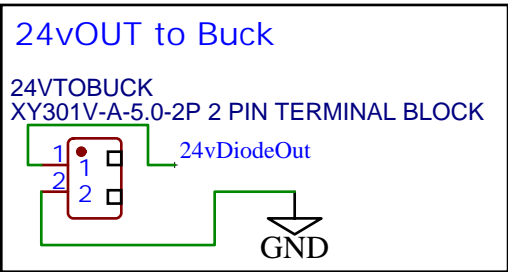 24vOUT to Buck
24VTOBUCK
XY301V-A-5.0-2P 2 PIN TERMINAL BLOCK
1 1 24vDiodeOut
2 2
GND